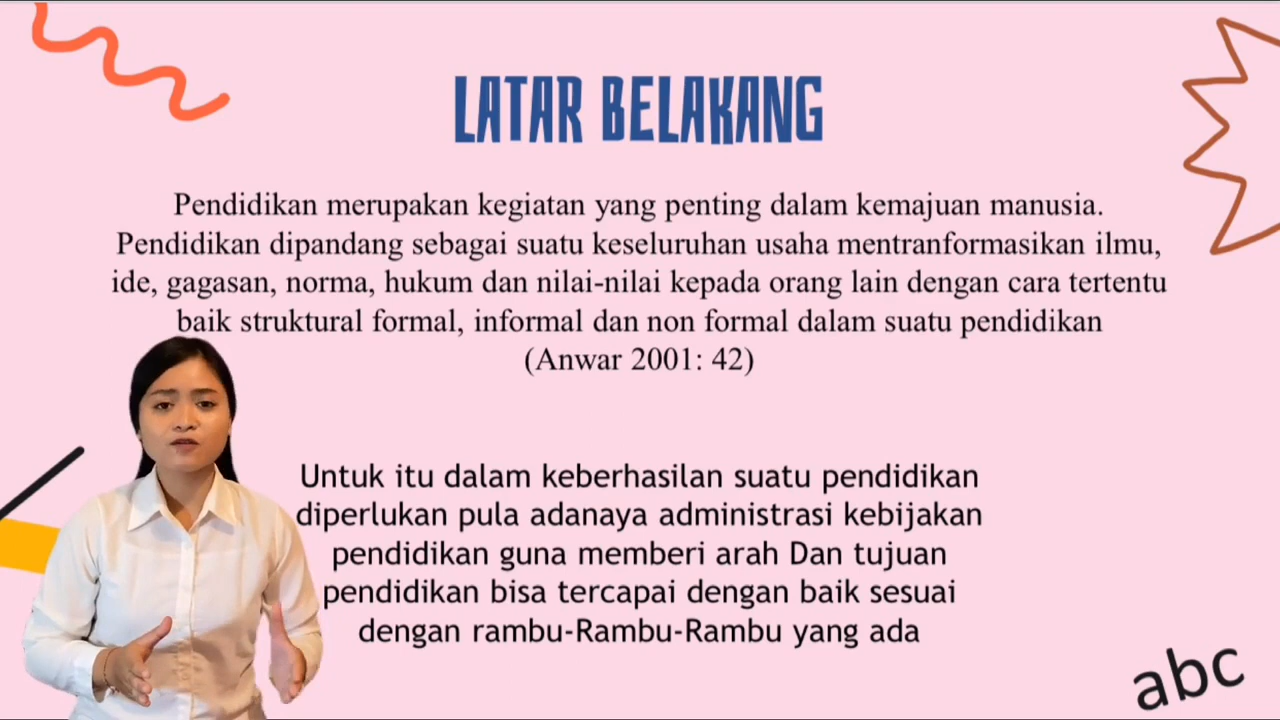 LATAR BELAKANG
Pendidikan merupakan kegiatan yang penting dalam kemajuan manusia.
Pendidikan dipandang sebagai suatu keseluruhan usaha mentranformasikan ilmu,
ide, gagasan, norma, hukum dan nilai-nilai kepada orang lain dengan cara tertentu
baik struktural formal, informal dan non formal dalam suatu pendidikan
(Anwar 2001: 42)
Untuk itu dalam keberhasilan suatu pendidikan
diperlukan pula adanaya administrasi kebijakan
pendidikan guna memberi arah Dan tujuan
pendidikan bisa tercapai dengan baik sesuai
dengan rambu-Rambu-Rambu yang ada
abc